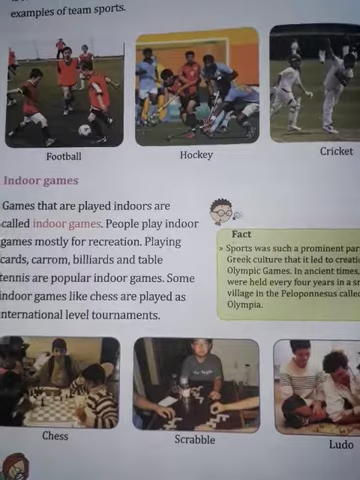 examples of team sports.
Football
Hockey
Cricket
Indoor games
Games that are played indoors are
called indoor games. People play indoor
games mostly for recreation. Playing
cards, carrom, billiards and table
tennis are popular indoor games. Some
indoor games like chess are played as
international level tournaments.
Fact
» Sports was such a prominent par
Greek culture that it led to creati
Olympic Games. In ancient times,
were held every four years in a sm
village in the Peloponnesus calle
Olympia.
Chess
Scrabble
Ludo